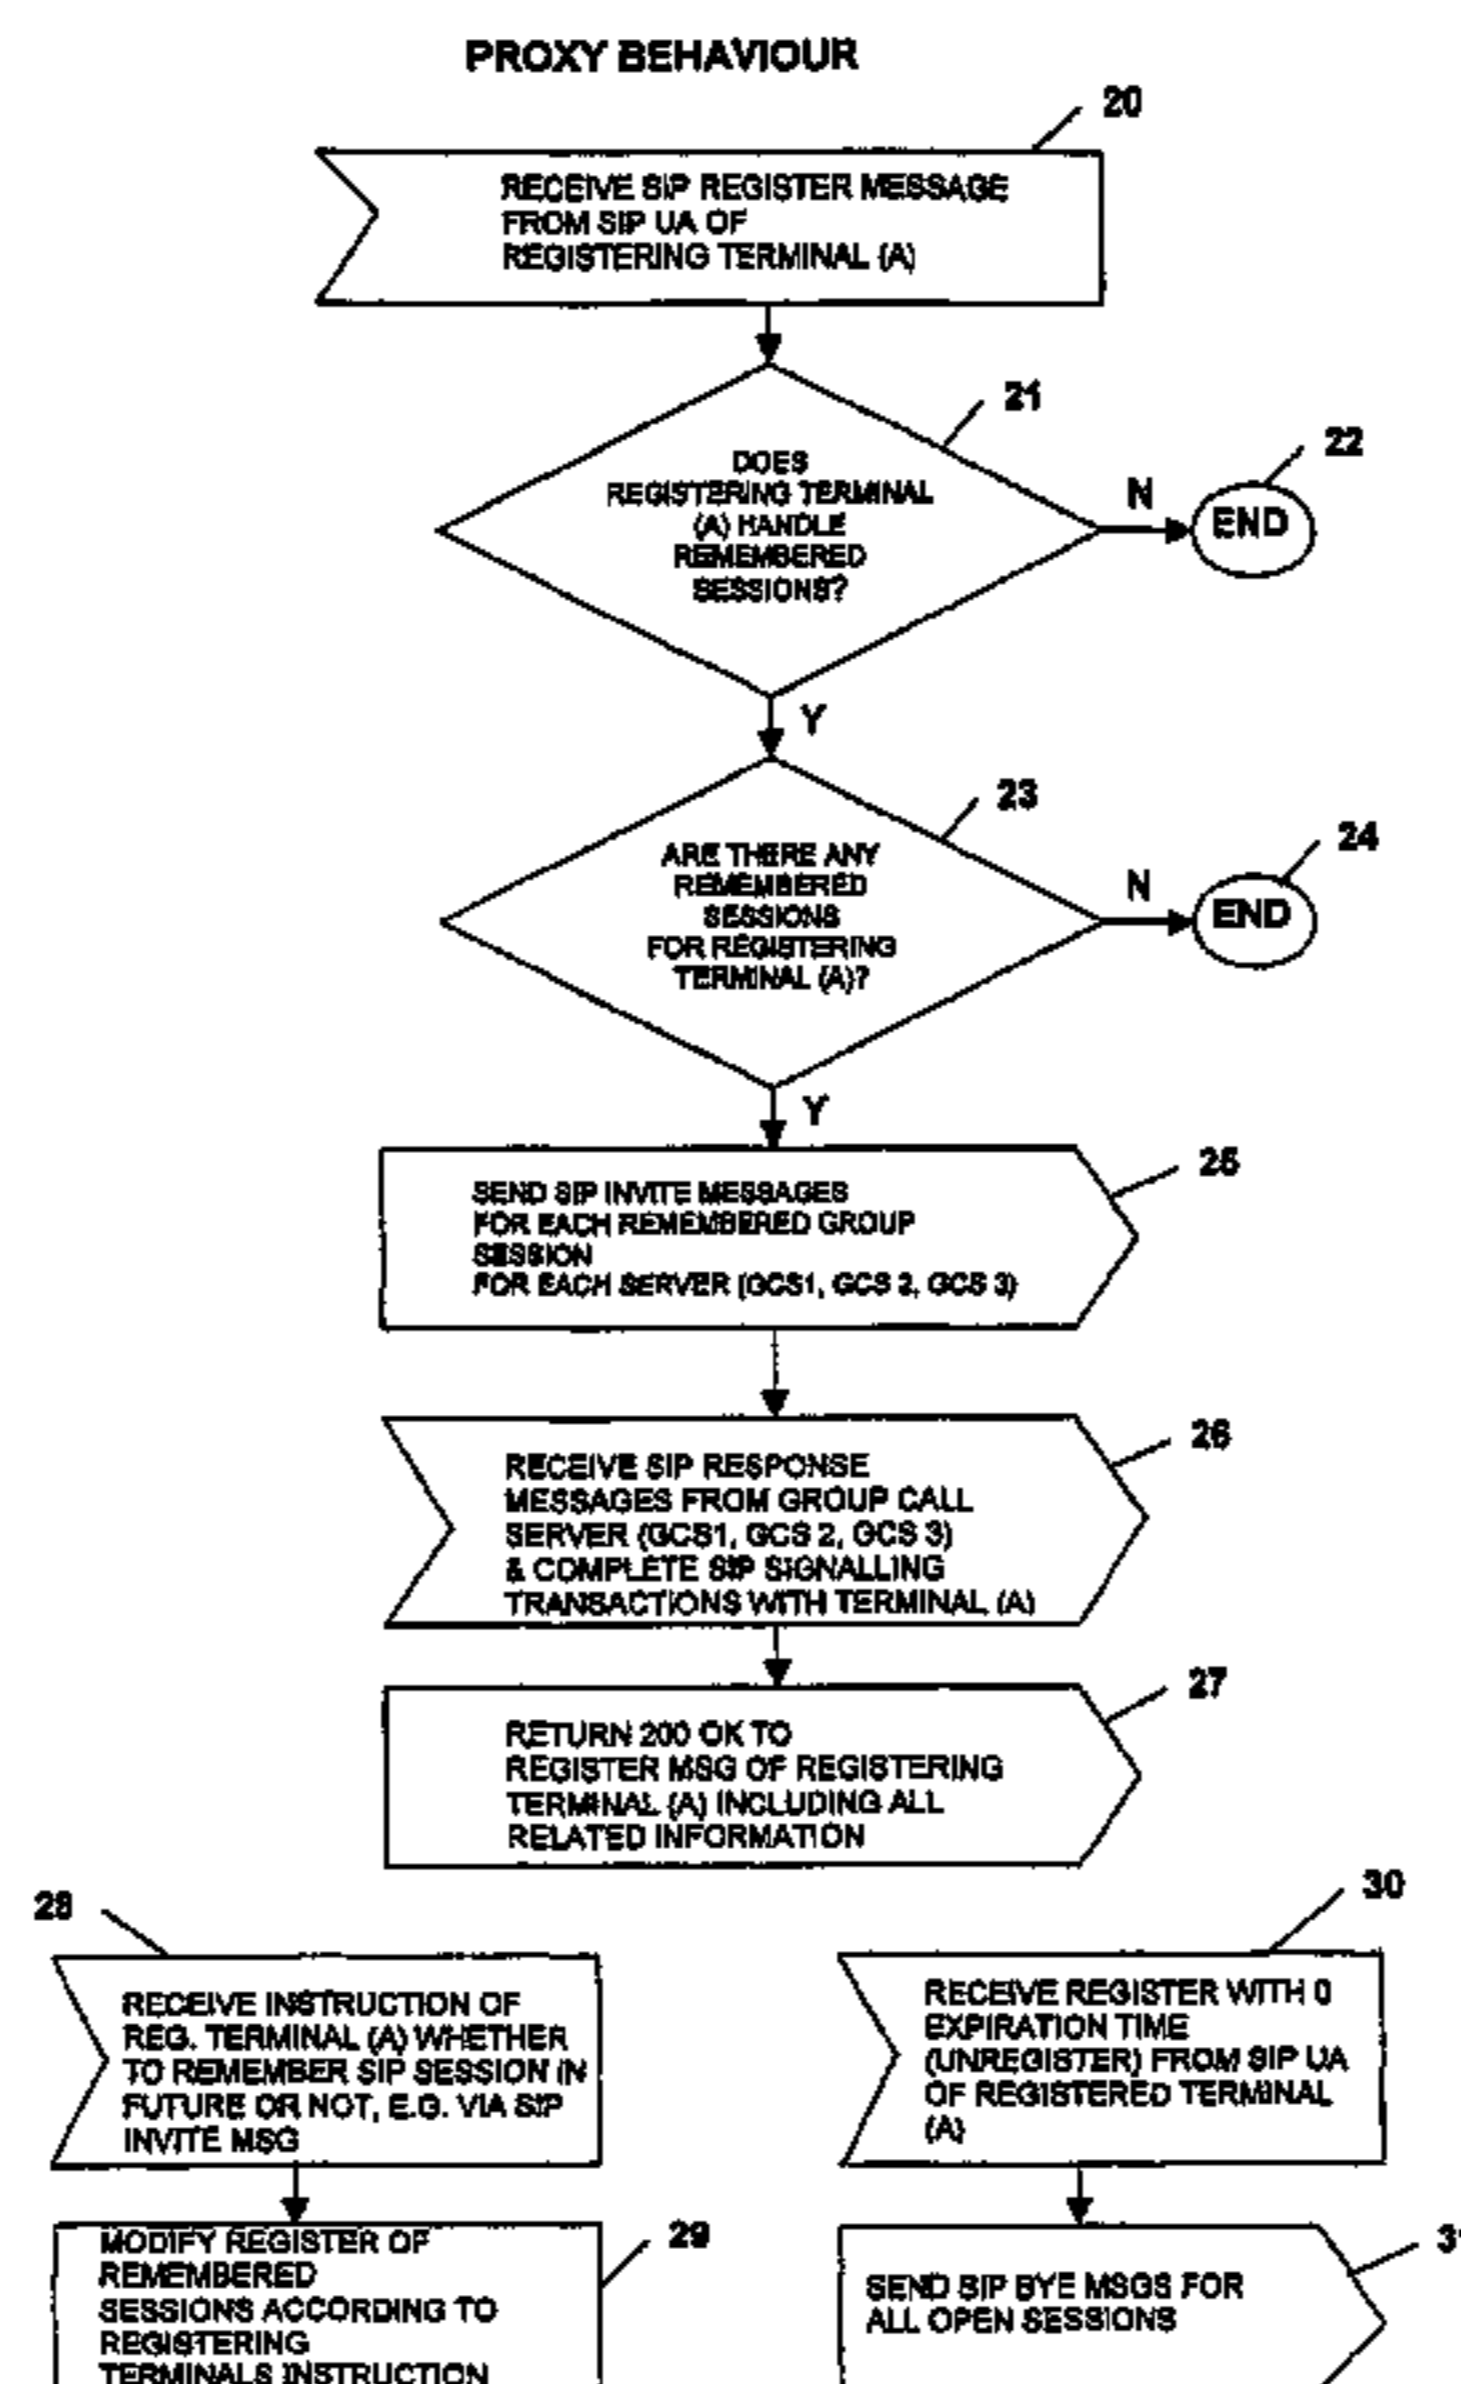 PROXY BEHAVIOUR
20
RECEIVE SIP REGISTER MESSAGE
FROM SIP UA OF
REGISTERING TERMINAL (A)
21
DOES
REGISTERING TERMINAL
(A) HANDLE
REMEMBERED
SESSIONS?
N
22
END
Y
23
ARE THERE ANY
REMEMBERED
SESSIONS
FOR REGISTERING
TERMINAL (A)?
N
24
END
Y
25
SEND SIP INVITE MESSAGES
FOR EACH REMEMBERED GROUP
SESSION
FOR EACH SERVER (GCS1, GCS 2, GCS 3)
26
RECEIVE SIP RESPONSE
MESSAGES FROM GROUP CALL
SERVER (GCS1, GCS 2, GCS 3)
& COMPLETE SIP SIGNALLING
TRANSACTIONS WITH TERMINAL (A)
27
RETURN 200 OK TO
REGISTER MSG OF REGISTERING
TERMINAL (A) INCLUDING ALL
RELATED INFORMATION
28
RECEIVE INSTRUCTION OF
REG. TERMINAL (A) WHETHER
TO REMEMBER SIP SESSION IN
FUTURE OR NOT, E.G. VIA SIP
INVITE MSG
30
RECEIVE REGISTER WITH 0
EXPIRATION TIME
(UNREGISTER) FROM SIP UA
OF REGISTERED TERMINAL
(A)
29
MODIFY REGISTER OF
REMEMBERED
SESSIONS ACCORDING TO
REGISTERING
TERMINALS INSTRUCTION
31
SEND SIP BYE MSGS FOR
ALL OPEN SESSIONS